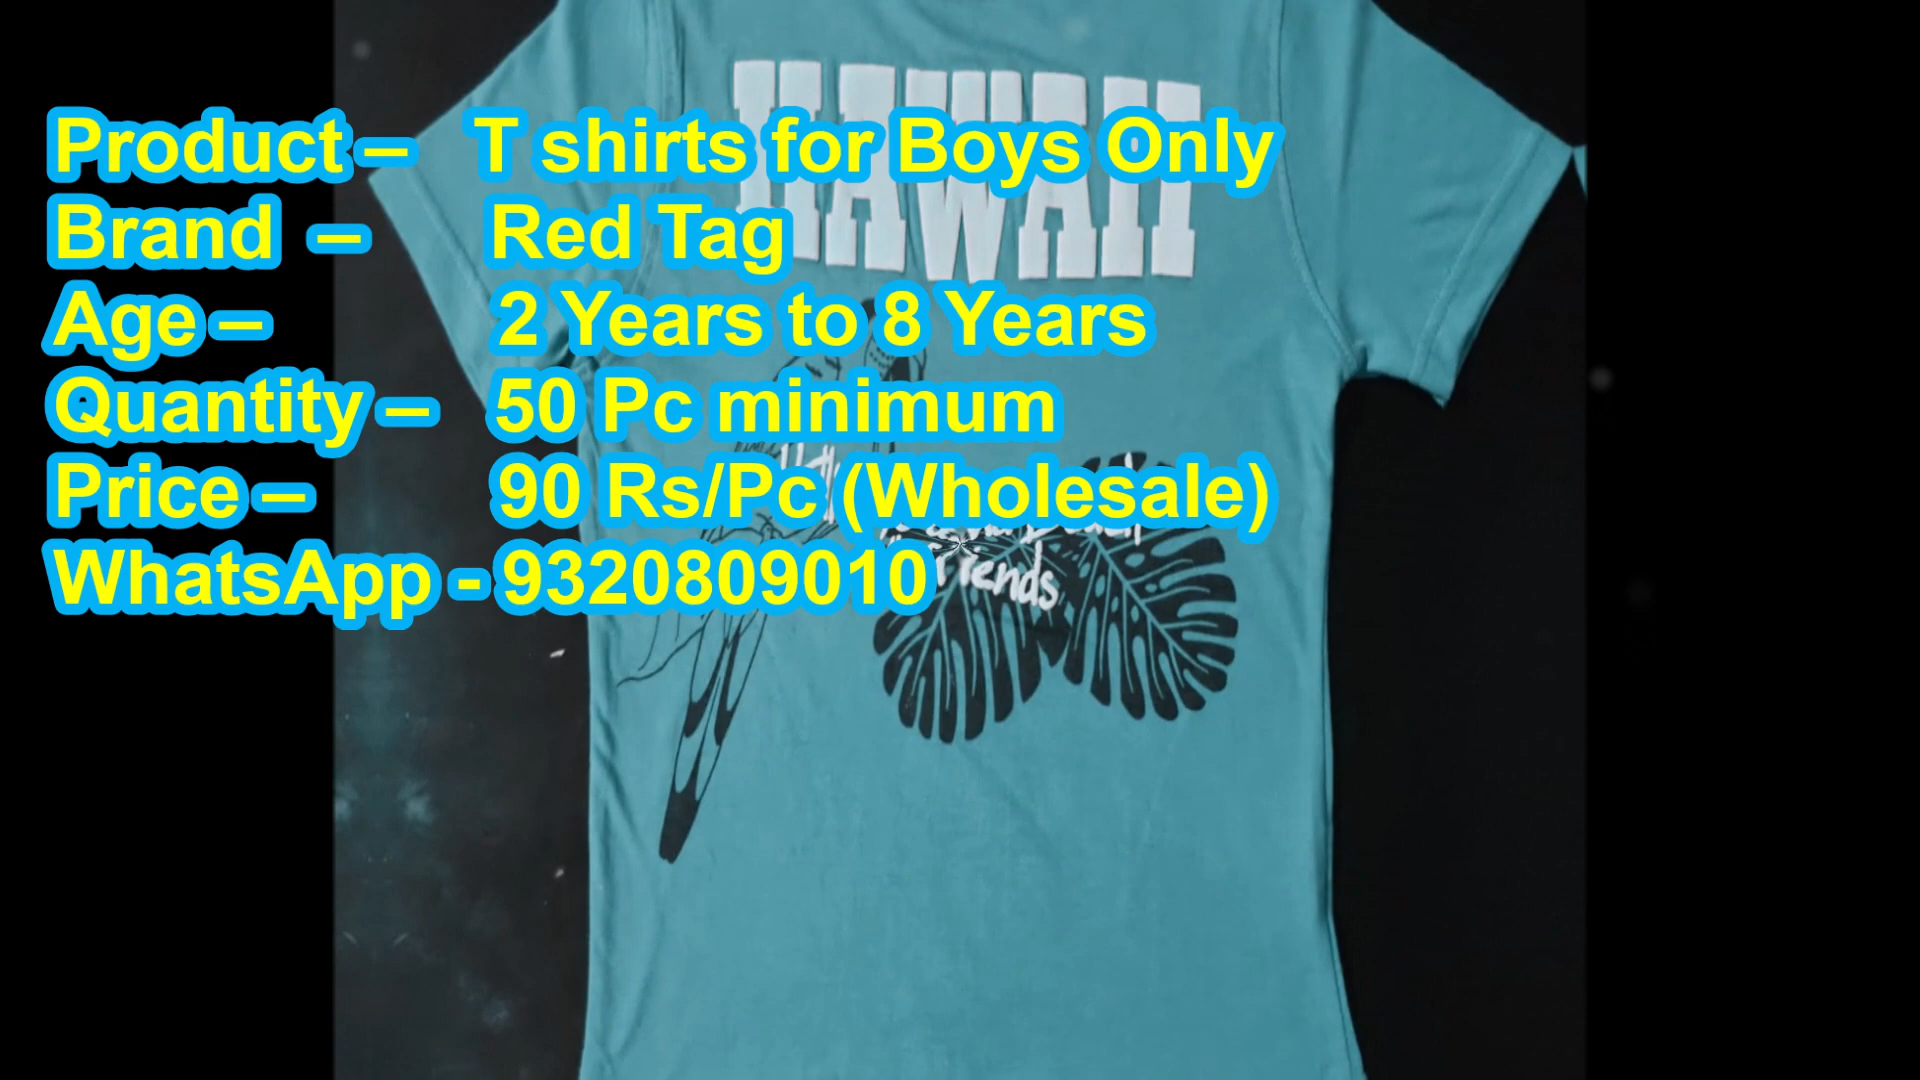 HAWAII
Product – T shirts for Boys Only
Brand – Red Tag
Age – 2 Years to 8 Years
Quantity – 50 Pc minimum
Price – 90 Rs/Pc (Wholesale)
WhatsApp - 9320809010